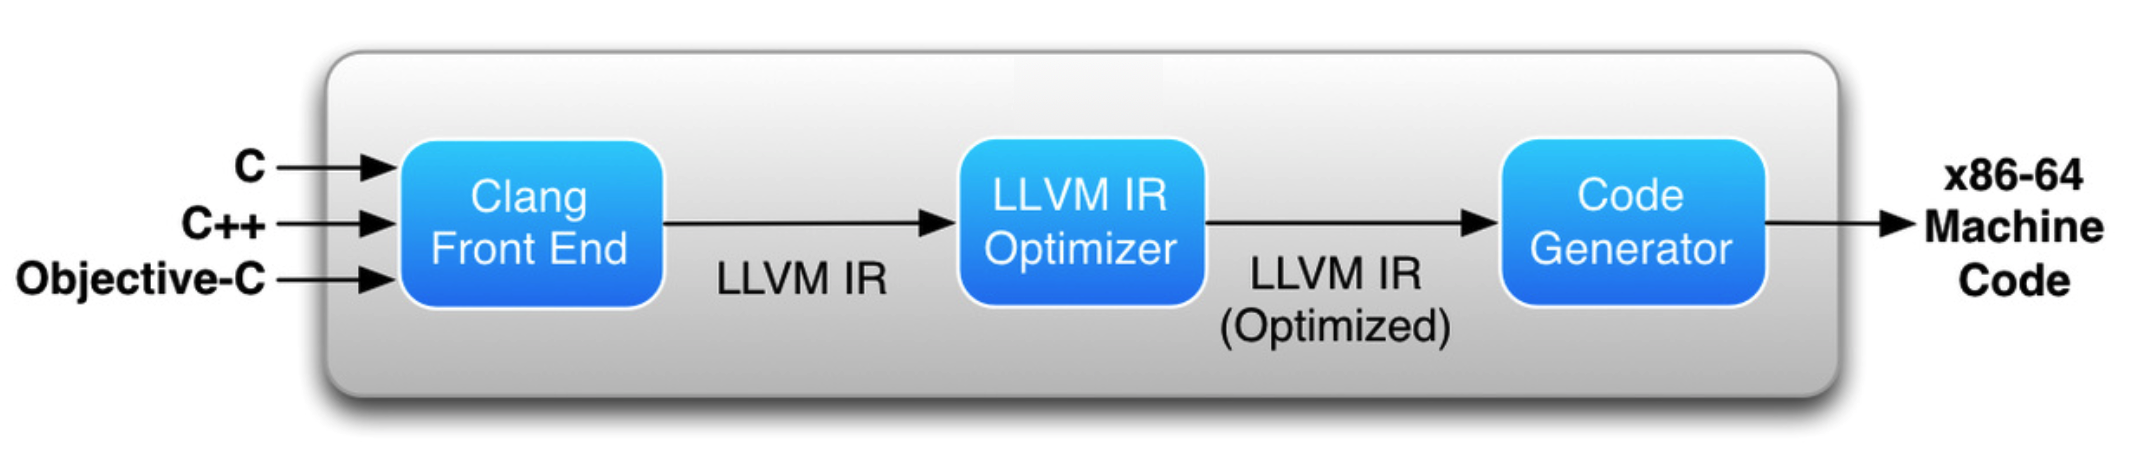 C
C++
Objective-C
Clang
Front End
LLVM IR
LLVM IR
Optimizer
LLVM IR
(Optimized)
Code
Generator
x86-64
Machine
Code